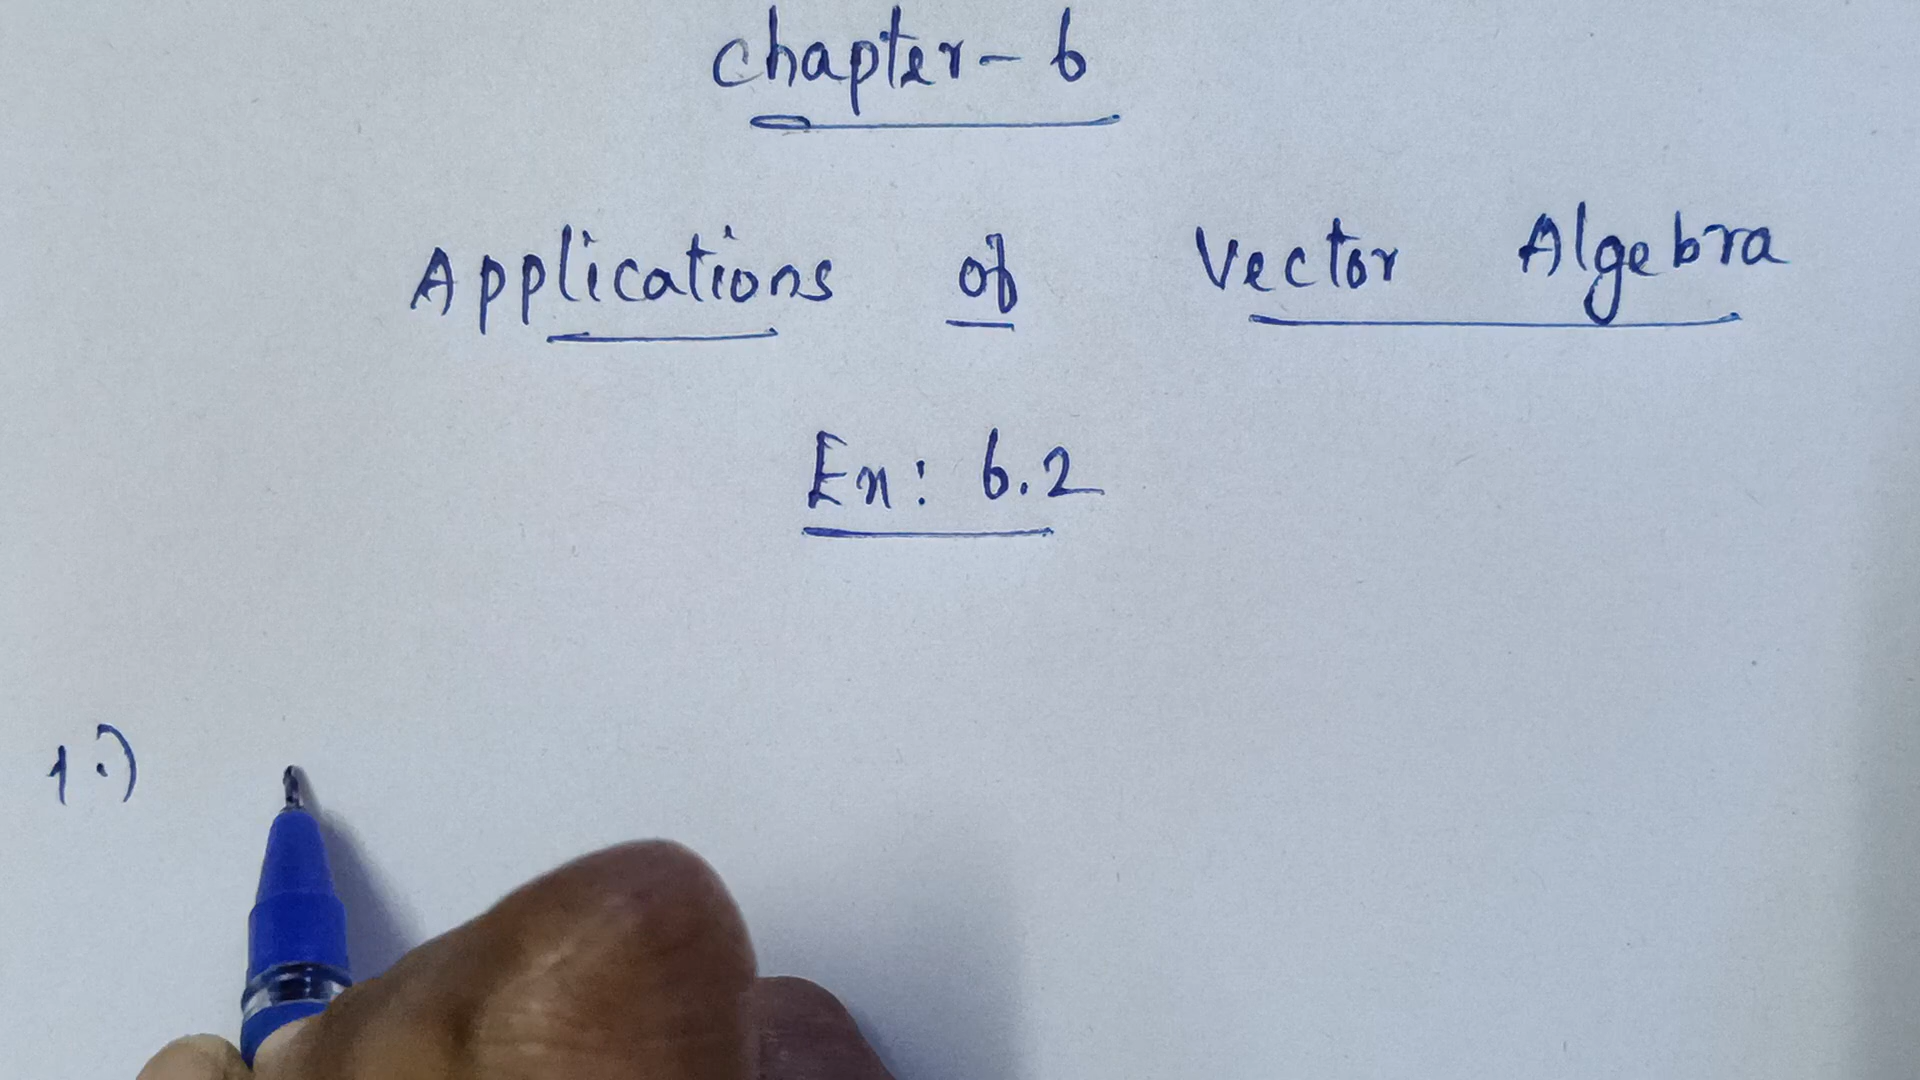 Chapter - 6
Applications of Vector Algebra
Ex: 6.2
1.)